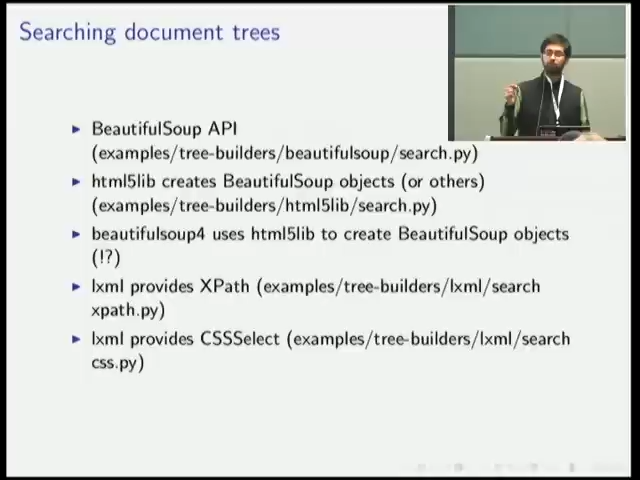 Searching document trees
BeautifulSoup API
(examples/tree-builders/beautifulsoup/search.py)
html5lib creates BeautifulSoup objects (or others)
(examples/tree-builders/html5lib/search.py)
beautifulsoup4 uses html5lib to create BeautifulSoup objects
(!?)
lxml provides XPath (examples/tree-builders/lxml/search
xpath.py)
lxml provides CSSSelect (examples/tree-builders/lxml/search
css.py)